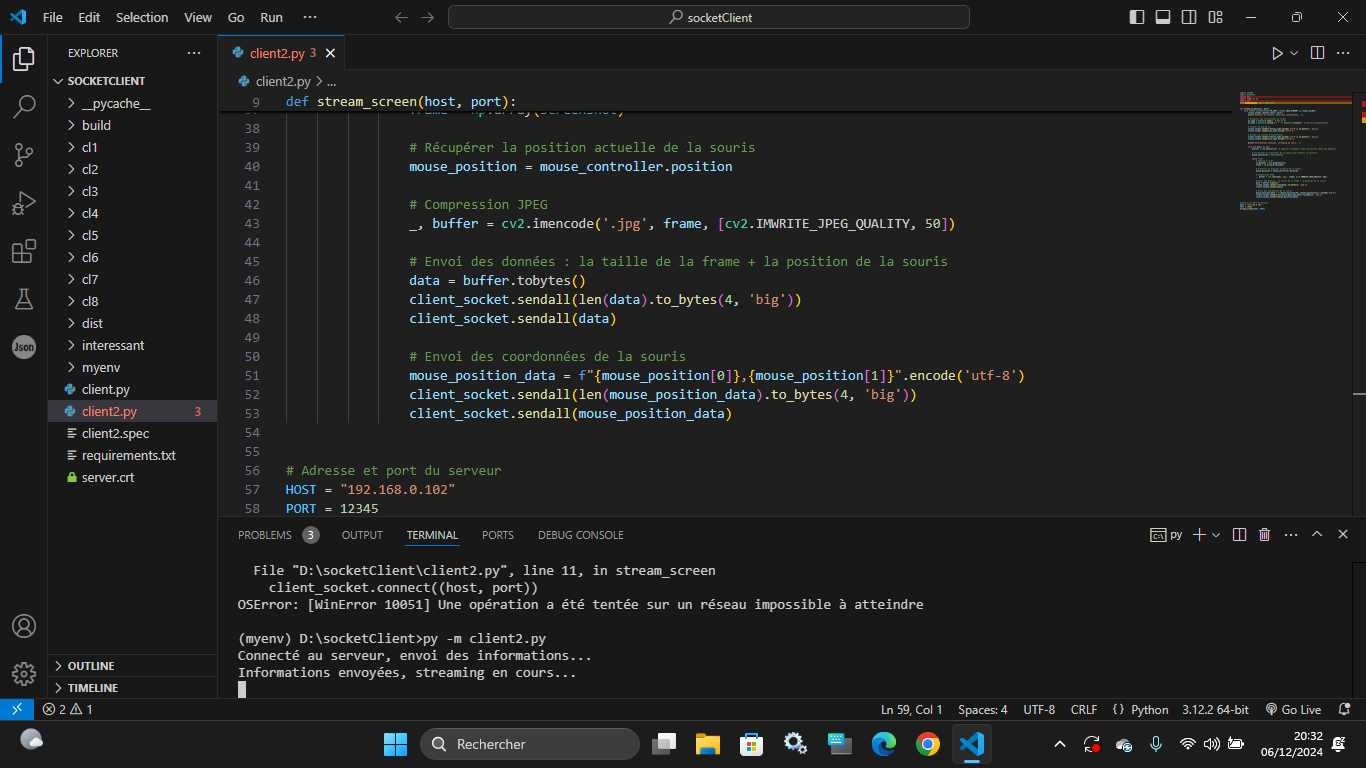 File Edit Selection View Go Run ···
socketClient
EXPLORER
SOCKETCLIENT
__pycache__
build
cl1
cl2
cl3
cl4
cl5
cl6
cl7
cl8
dist
interessant
myenv
client.py
client2.py 3
client2.spec
requirements.txt
server.crt
OUTLINE
TIMELINE
Json
client2.py 3
client2.py > ...
9 def stream_screen(host, port):
38
39 # Récupérer la position actuelle de la souris
40 mouse_position = mouse_controller.position
41
42 # Compression JPEG
43 _, buffer = cv2.imencode('.jpg', frame, [cv2.IMWRITE_JPEG_QUALITY, 50])
44
45 # Envoi des données : la taille de la frame + la position de la souris
46 data = buffer.tobytes()
47 client_socket.sendall(len(data).to_bytes(4, 'big'))
48 client_socket.sendall(data)
49
50 # Envoi des coordonnées de la souris
51 mouse_position_data = f"{mouse_position[0]},{mouse_position[1]}".encode('utf-8')
52 client_socket.sendall(len(mouse_position_data).to_bytes(4, 'big'))
53 client_socket.sendall(mouse_position_data)
54
55
56 # Adresse et port du serveur
57 HOST = "192.168.0.102"
58 PORT = 12345
PROBLEMS 3 OUTPUT TERMINAL PORTS DEBUG CONSOLE
py
File "D:\socketClient\client2.py", line 11, in stream_screen
client_socket.connect((host, port))
OSError: [WinError 10051] Une opération a été tentée sur un réseau impossible à atteindre
(myenv) D:\socketClient>py -m client2.py
Connecté au serveur, envoi des informations...
Informations envoyées, streaming en cours...
2 1
Ln 59, Col 1 Spaces: 4 UTF-8 CRLF {} Python 3.12.2 64-bit Go Live
Rechercher
20:32
06/12/2024